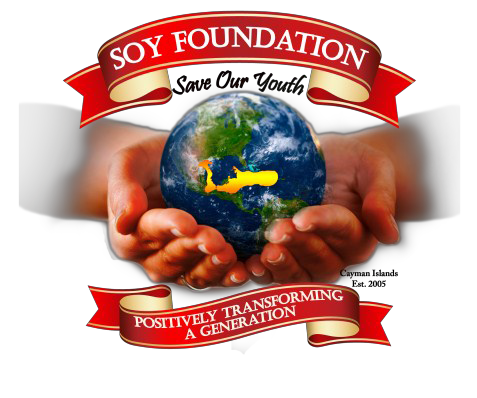 SOY FOUNDATION
Save Our Youth
Cayman Islands
Est. 2005
POSITIVELY TRANSFORMING
A GENERATION